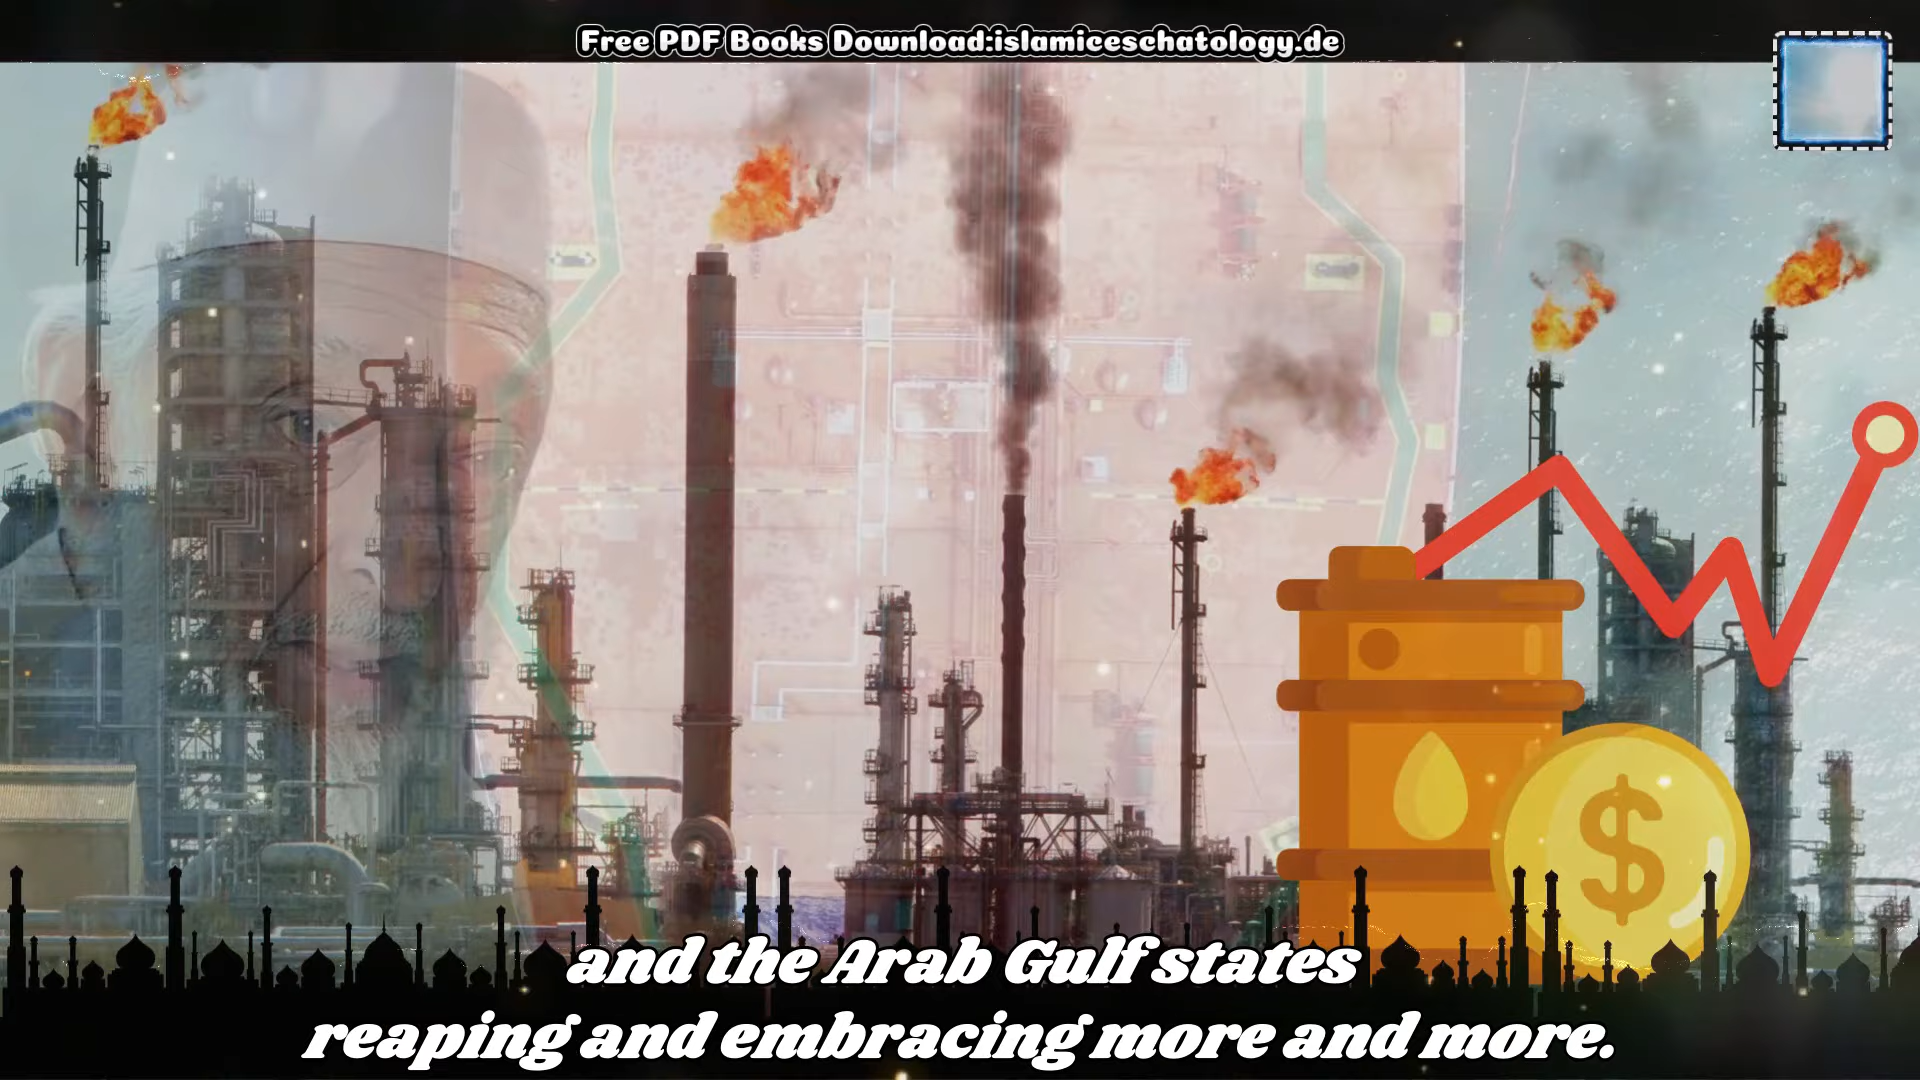 Free PDF Books Download:islamiceschatology.de
$
and the Arab Gulf states
reaping and embracing more and more.